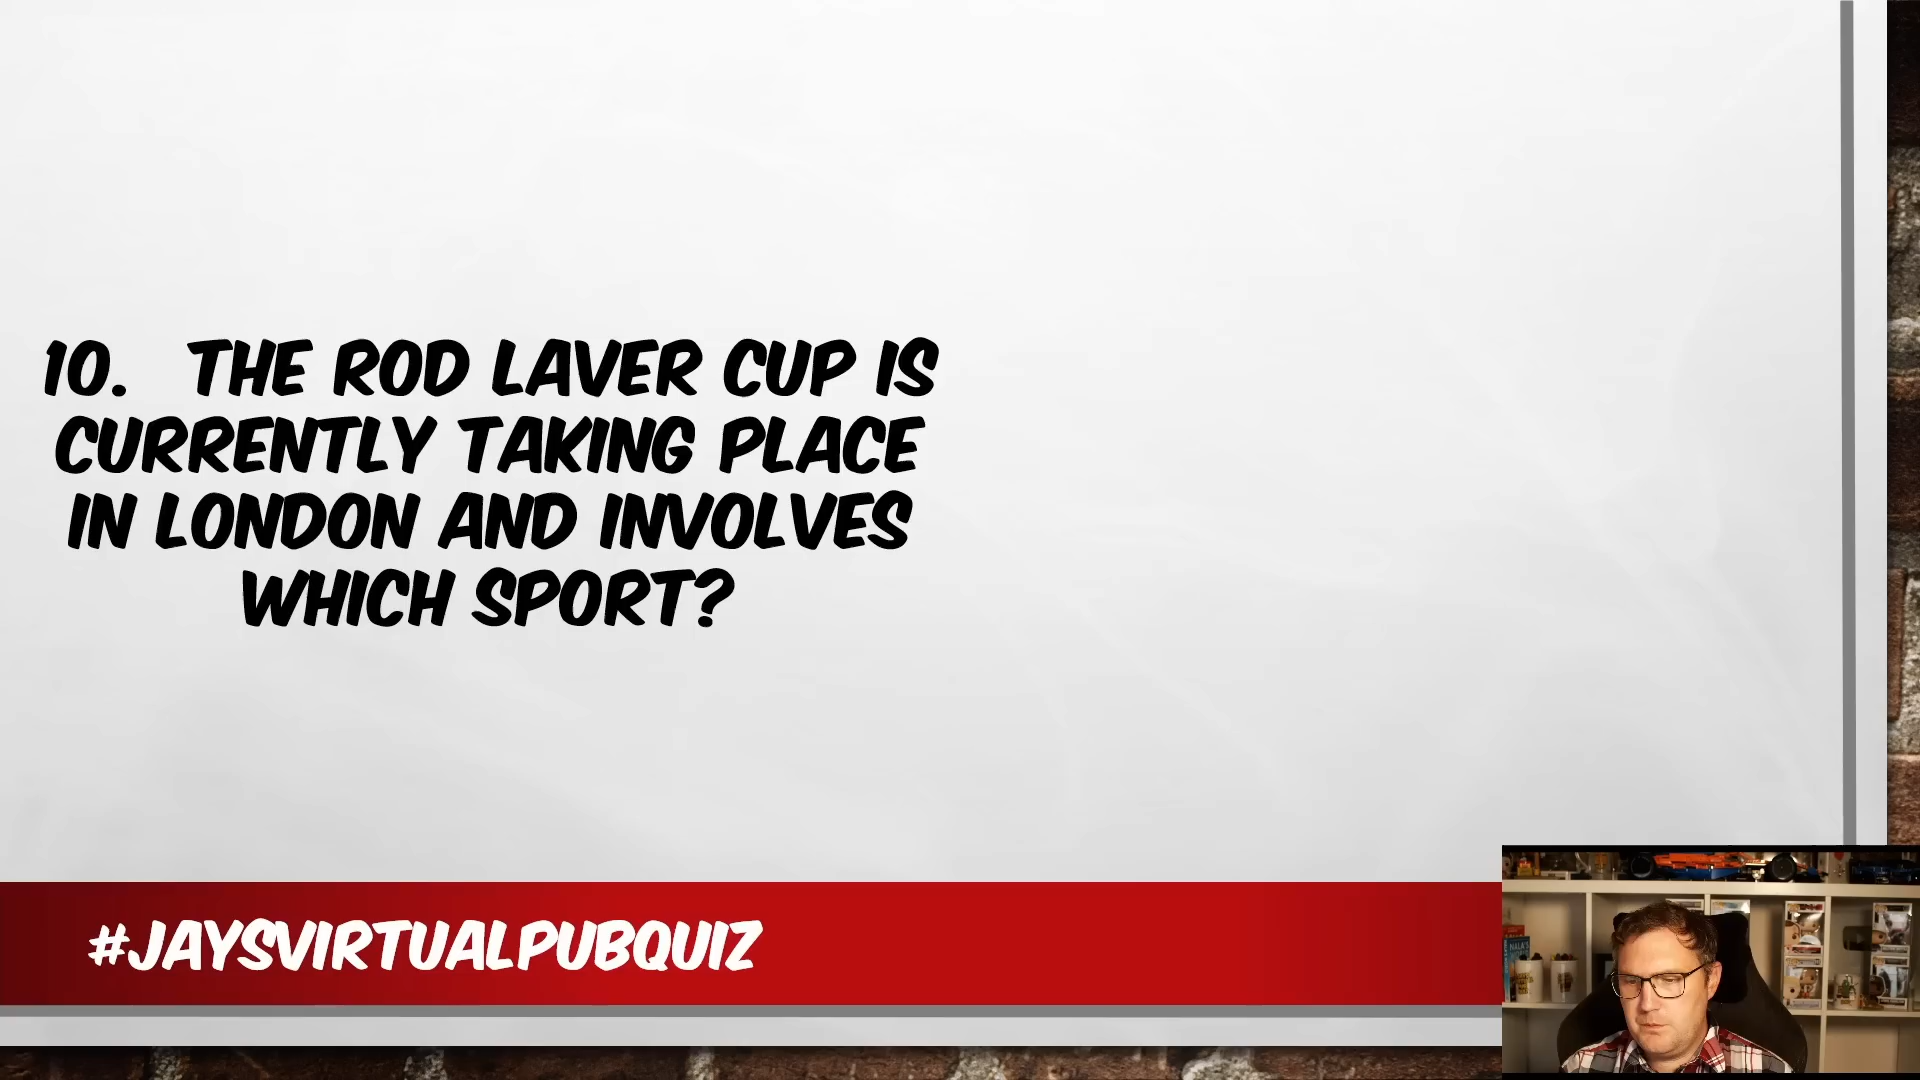 10. THE ROD LAVER CUP IS
CURRENTLY TAKING PLACE
IN LONDON AND INVOLVES
WHICH SPORT?
#JAYSVIRTUALPUBQUIZ